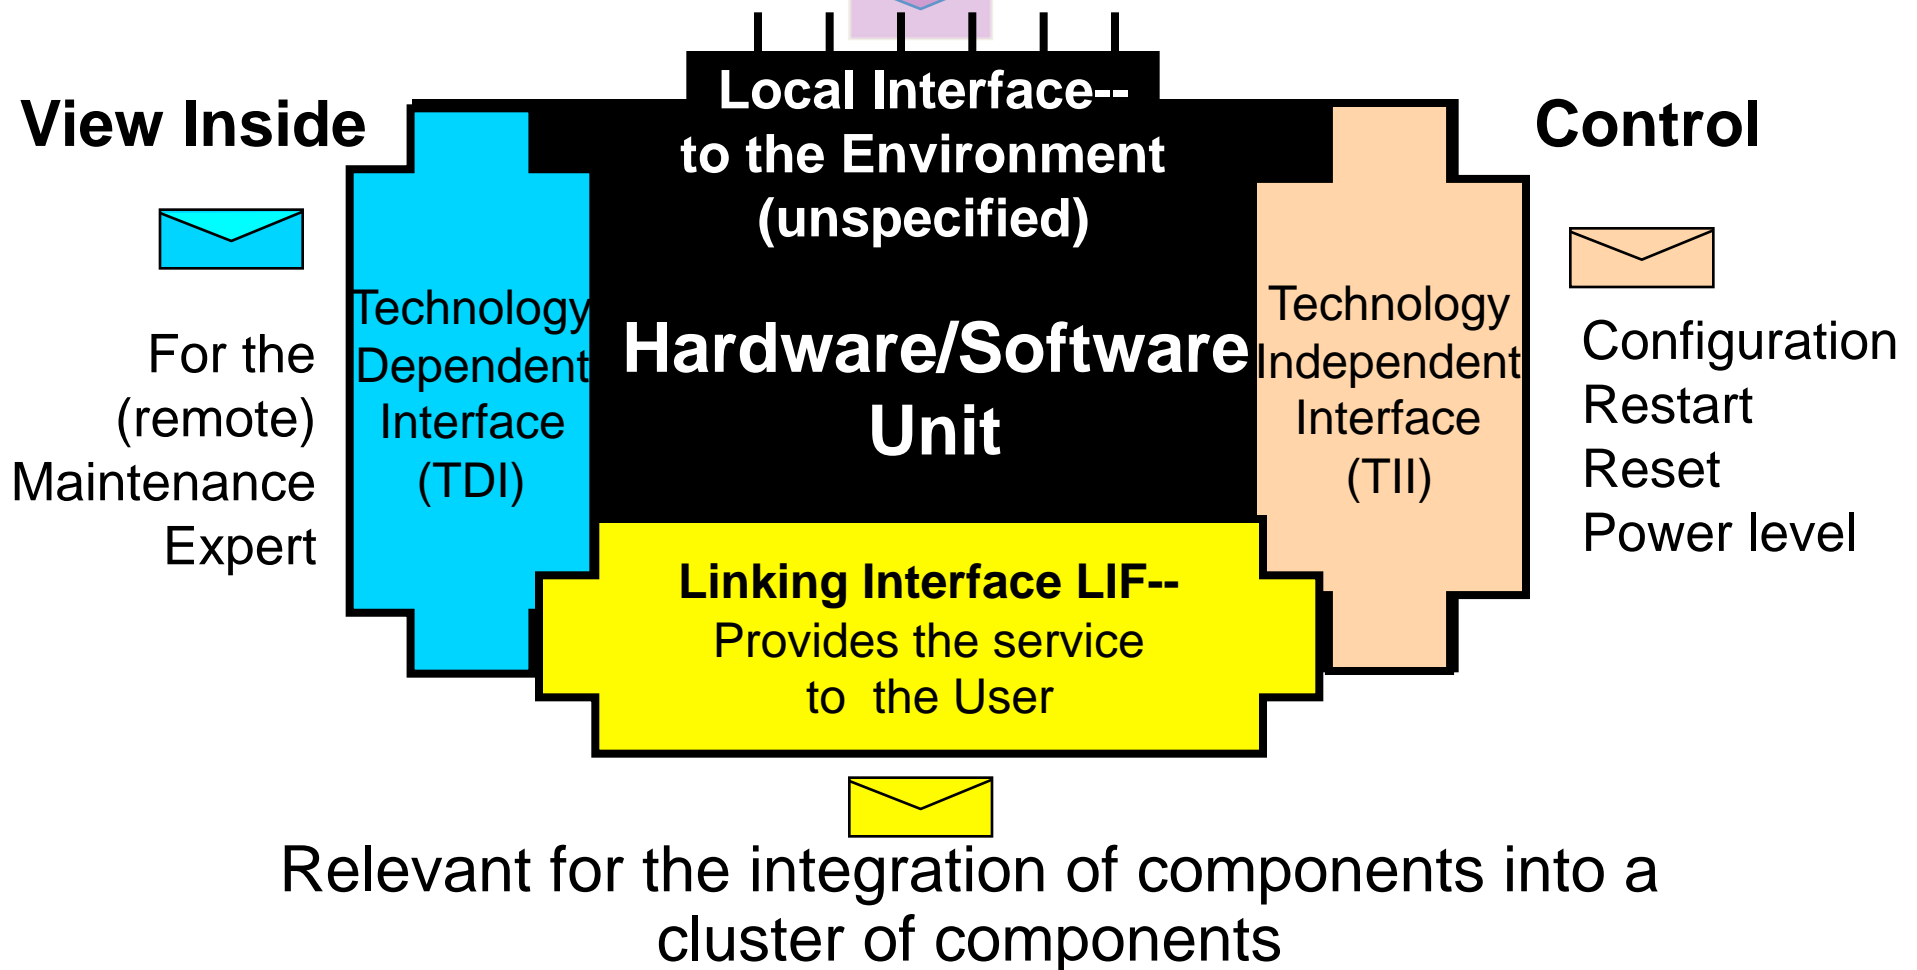 View Inside
For the
(remote)
Maintenance
Expert
Technology
Dependent
Interface
(TDI)
Local Interface--
to the Environment
(unspecified)
Hardware/Software
Unit
Technology
Independent
Interface
(TII)
Control
Configuration
Restart
Reset
Power level
Linking Interface LIF--
Provides the service
to the User
Relevant for the integration of components into a
cluster of components